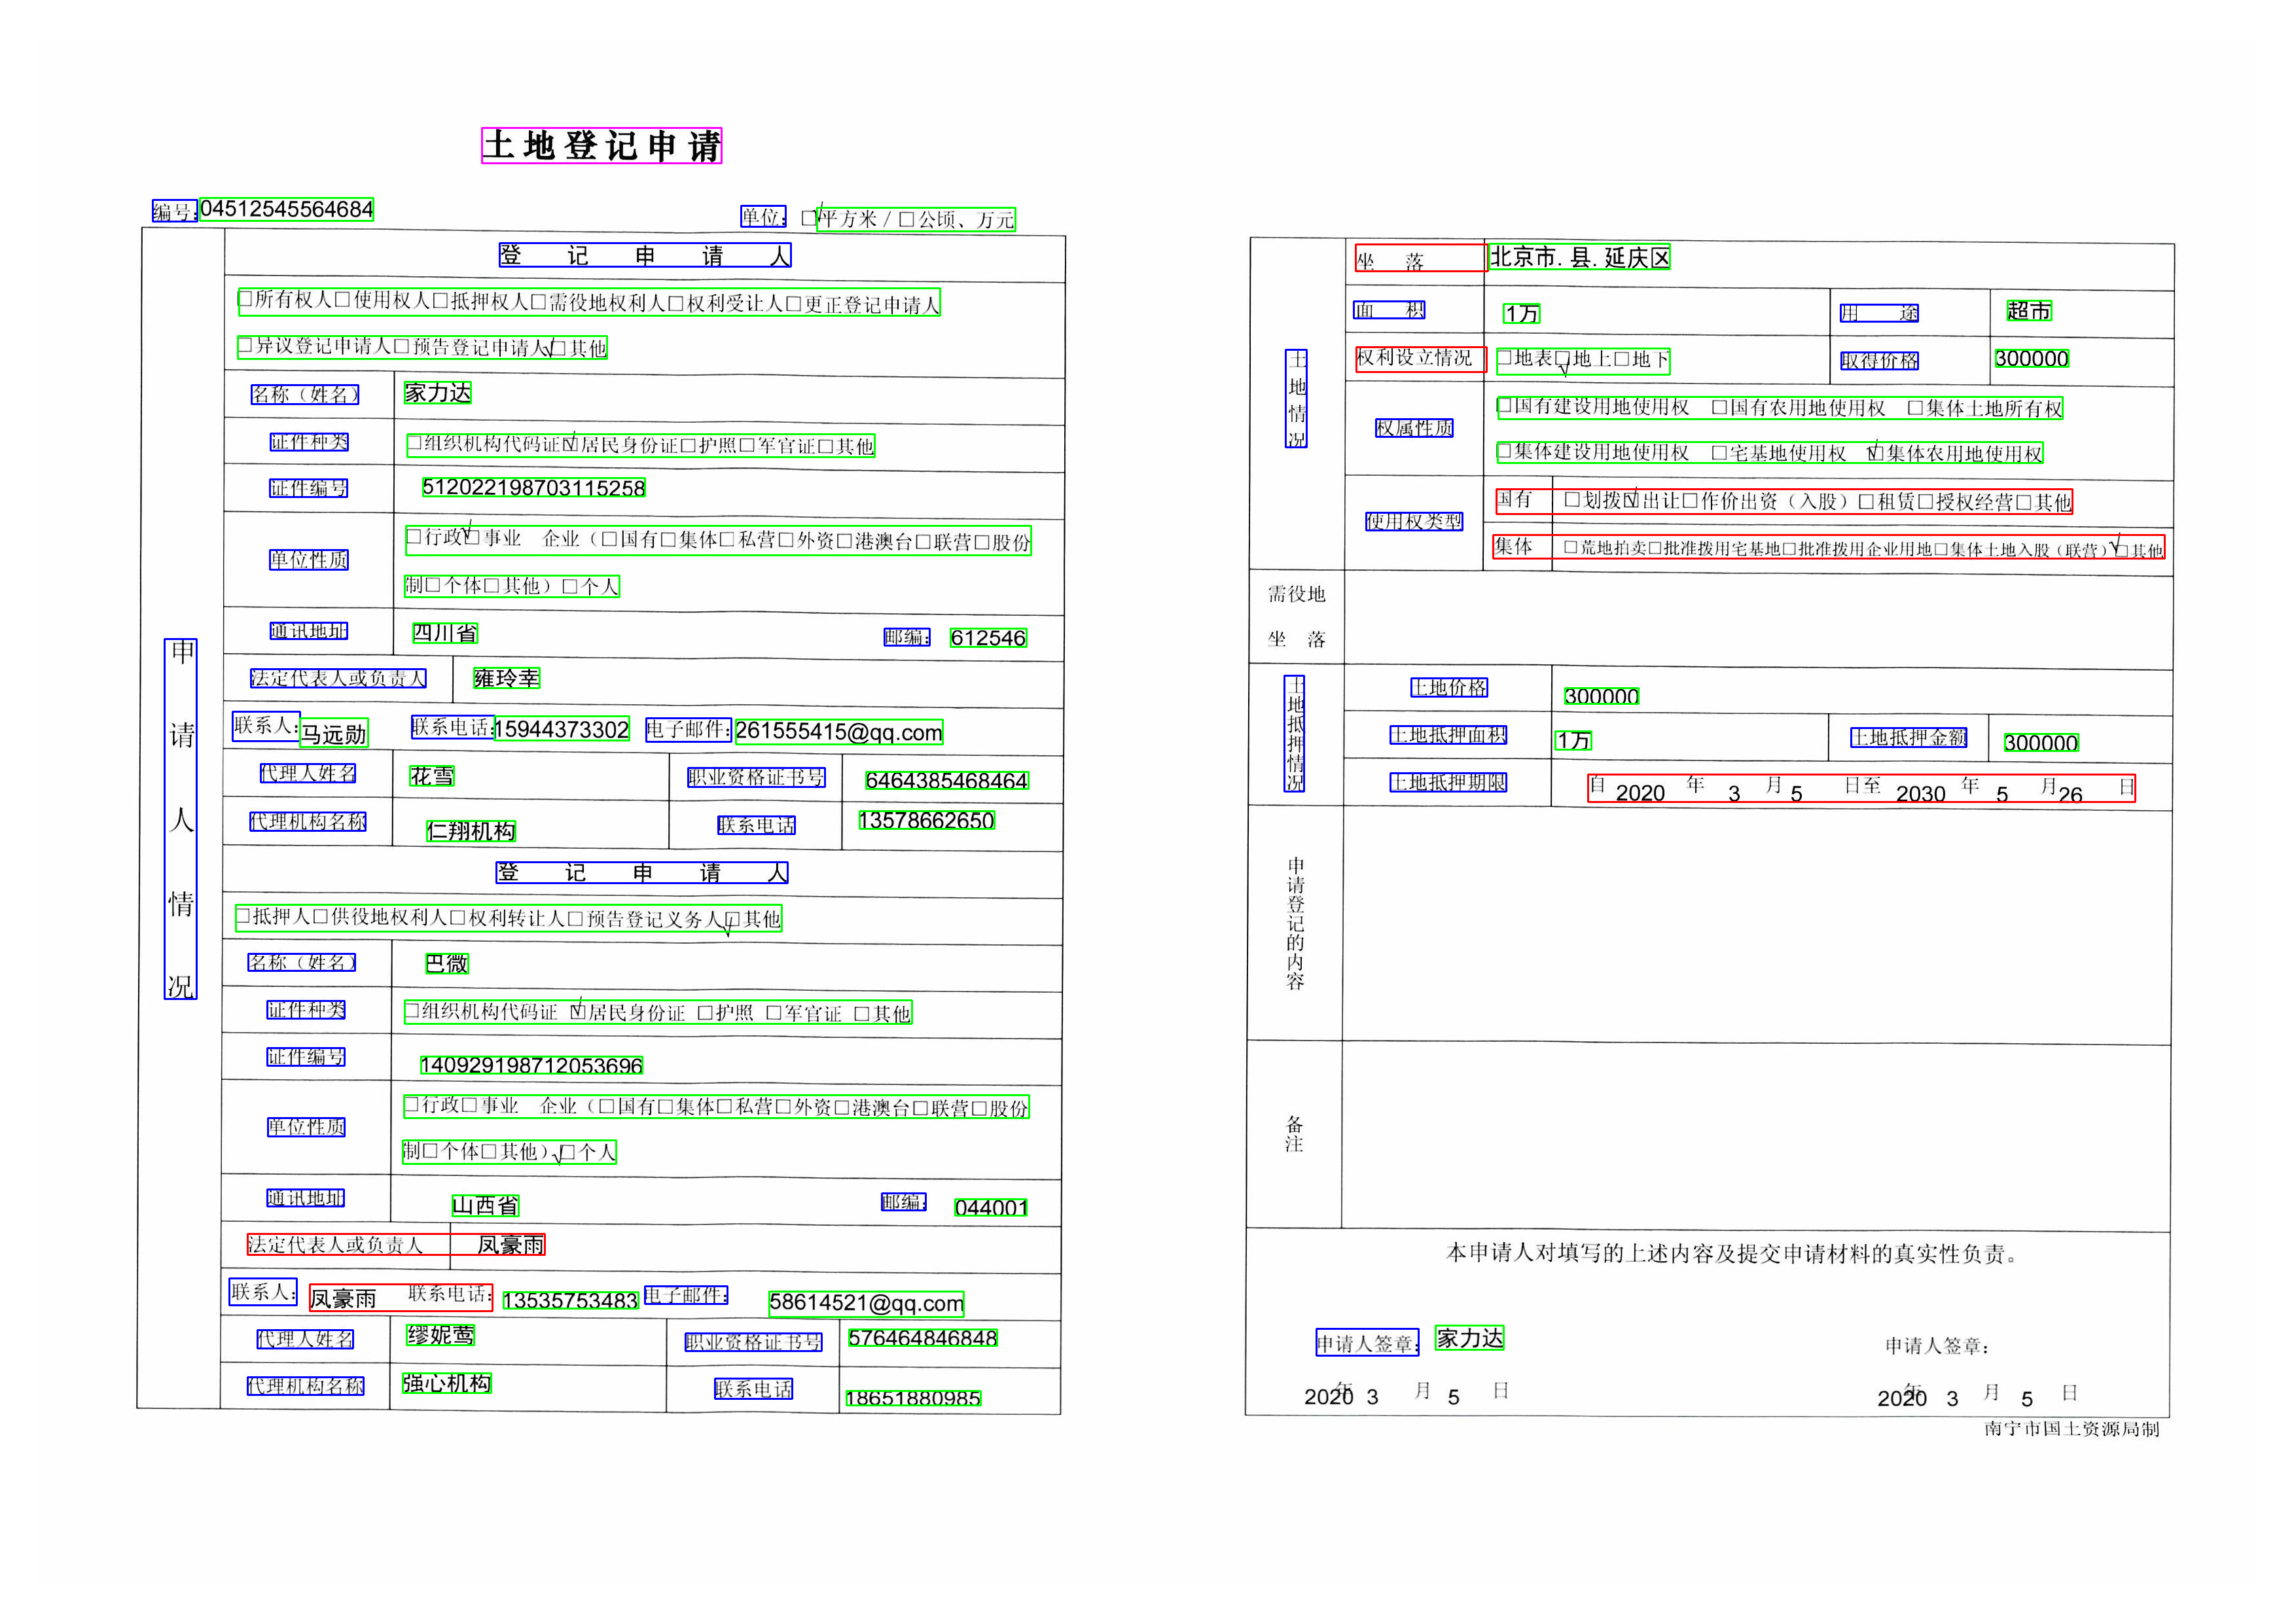 土地登记申请
编号:04512545564684 单位: □√平方米/□公顷、万元
登 记 申 请 人
□所有权人□使用权人□抵押权人□需役地权利人□权利受让人□更正登记申请人
□异议登记申请人□预告登记申请人√□其他
名称（姓名） 家力达
证件种类 □组织机构代码证☑居民身份证□护照□军官证□其他
证件编号 512022198703115258
单位性质 □行政☑事业 企业（□国有□集体□私营□外资□港澳台□联营□股份
制□个体□其他）□个人
通讯地址 四川省 邮编: 612546
法定代表人或负责人 雍玲幸
联系人: 马远勋 联系电话:15944373302 电子邮件:261555415@qq.com
代理人姓名 花雪 职业资格证书号 6464385468464
代理机构名称 仁翔机构 联系电话 13578662650
申请人情况
登 记 申 请 人
□抵押人□供役地权利人□权利转让人□预告登记义务人☑其他
名称（姓名） 巴微
证件种类 □组织机构代码证 ☑居民身份证 □护照 □军官证 □其他
证件编号 140929198712053696
单位性质 □行政□事业 企业（□国有□集体□私营□外资□港澳台□联营□股份
制□个体□其他）☑个人
通讯地址 山西省 邮编: 044001
法定代表人或负责人 凤豪雨
联系人: 凤豪雨 联系电话: 13535753483 电子邮件: 58614521@qq.com
代理人姓名 缪妮莺 职业资格证书号 576464846848
代理机构名称 强心机构 联系电话 18651880985
土地情况
坐 落 北京市.县.延庆区
面 积 1万 用 途 超市
权利设立情况 □地表☑地上□地下 取得价格 300000
权属性质 □国有建设用地使用权 □国有农用地使用权 □集体土地所有权
□集体建设用地使用权 □宅基地使用权 ☑集体农用地使用权
使用权类型
国有 □划拨☑出让□作价出资（入股）□租赁□授权经营□其他
集体 □荒地拍卖□批准拨用宅基地□批准拨用企业用地□集体土地入股（联营）☑其他
需役地
坐 落
土地抵押情况
土地价格 300000
土地抵押面积 1万 土地抵押金额 300000
土地抵押期限 自 2020 年 3 月 5 日至 2030 年 5 月 26 日
申请登记的内容
备注
本申请人对填写的上述内容及提交申请材料的真实性负责。
申请人签章: 家力达 申请人签章:
2020年 3 月 5 日 2020年 3 月 5 日
南宁市国土资源局制